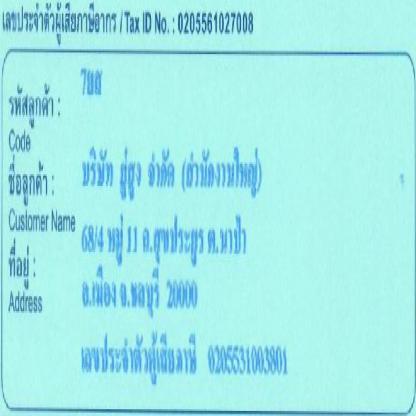 เลขประจำตัวผู้เสียภาษีอากร / Tax ID No. : 0205561027008
รหัสลูกค้า : 7ยส
Code
ชื่อลูกค้า : บริษัท จำกัด (สำนักงานใหญ่)
Customer Name
ที่อยู่ : 68/4 หมู่ 11 ถ.สุขประยูร ต.นาป่า
Address
อ.เมือง จ.ชลบุรี 20000
เลขประจำตัวผู้เสียภาษี 0205531003801